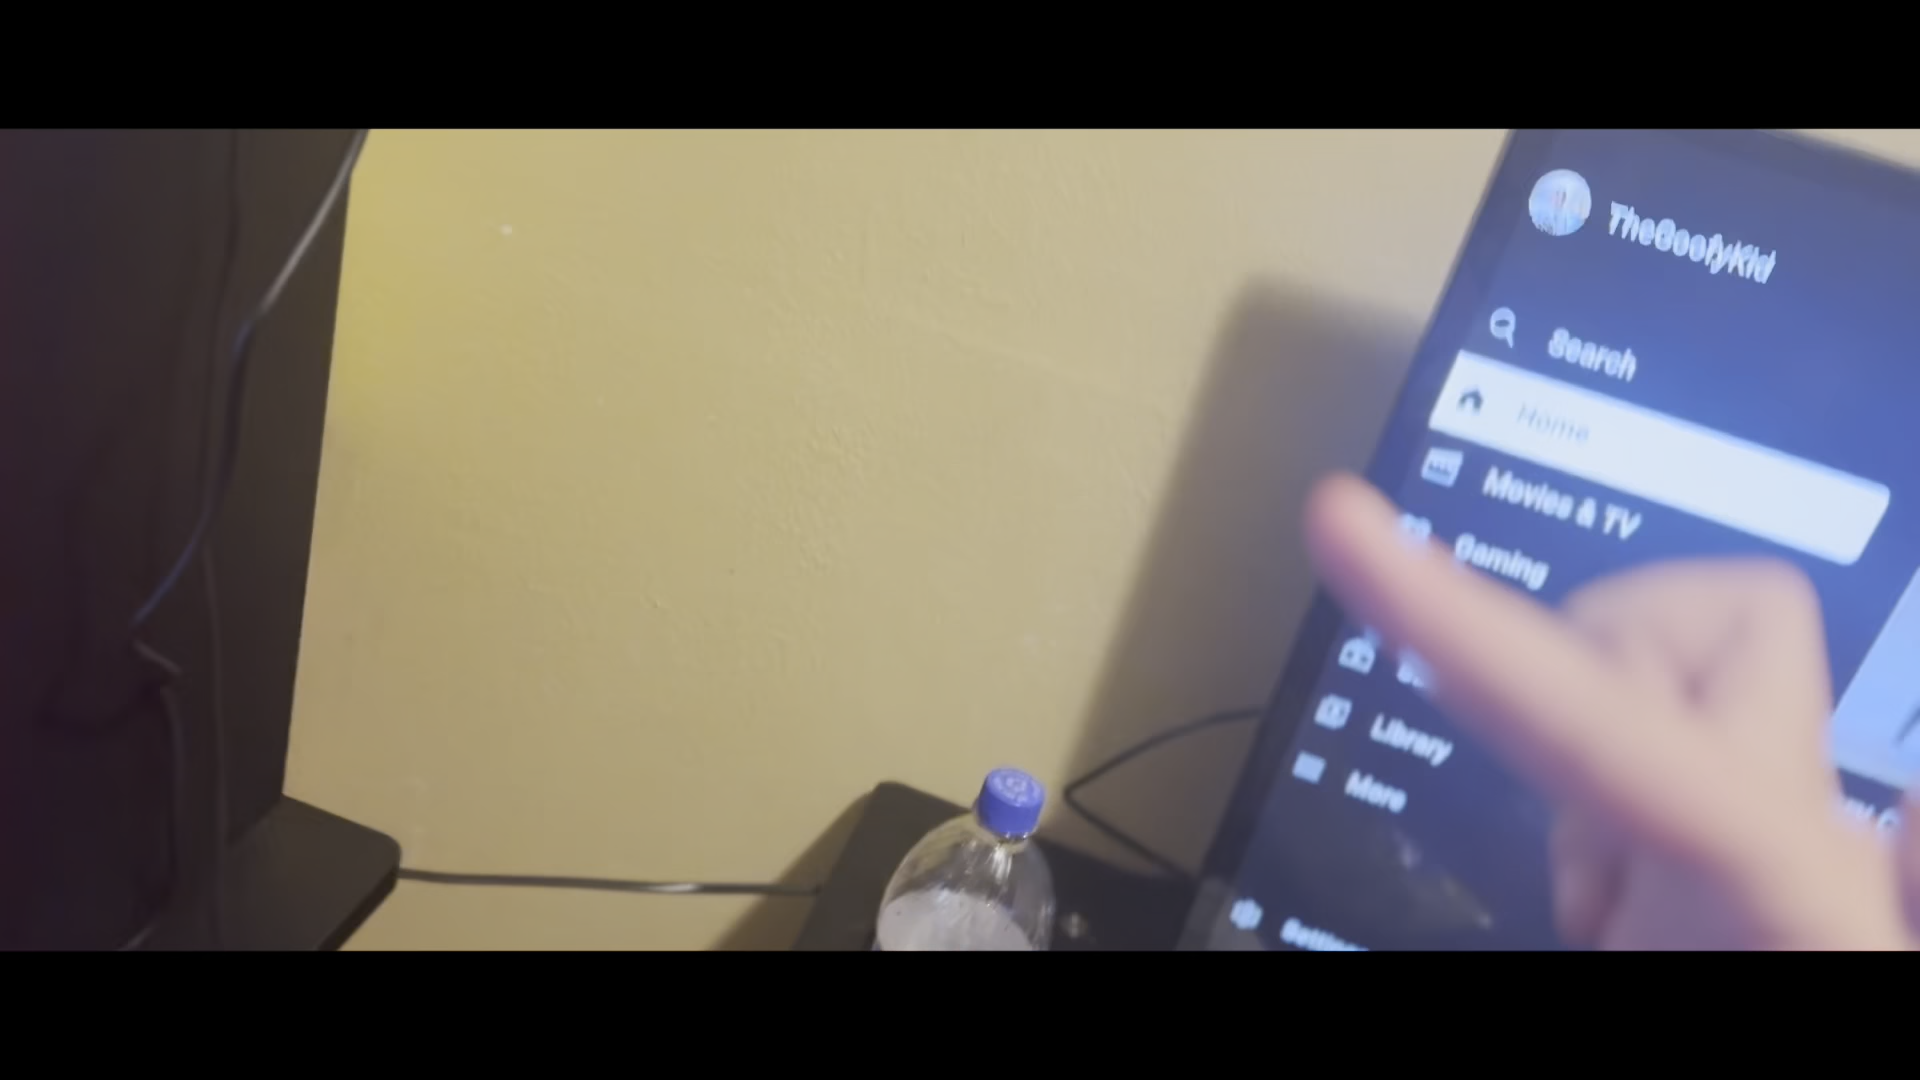 TheGoofyKid
Search
Home
Movies & TV
Gaming
Library
More